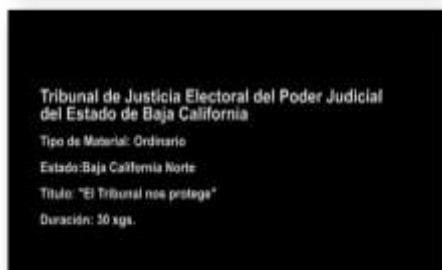 Tribunal de Justicia Electoral del Poder Judicial
del Estado de Baja California
Tipo de Material: Ordinario
Estado:Baja California Norte
Titulo: "El Tribunal nos protege"
Duración: 30 sgs.